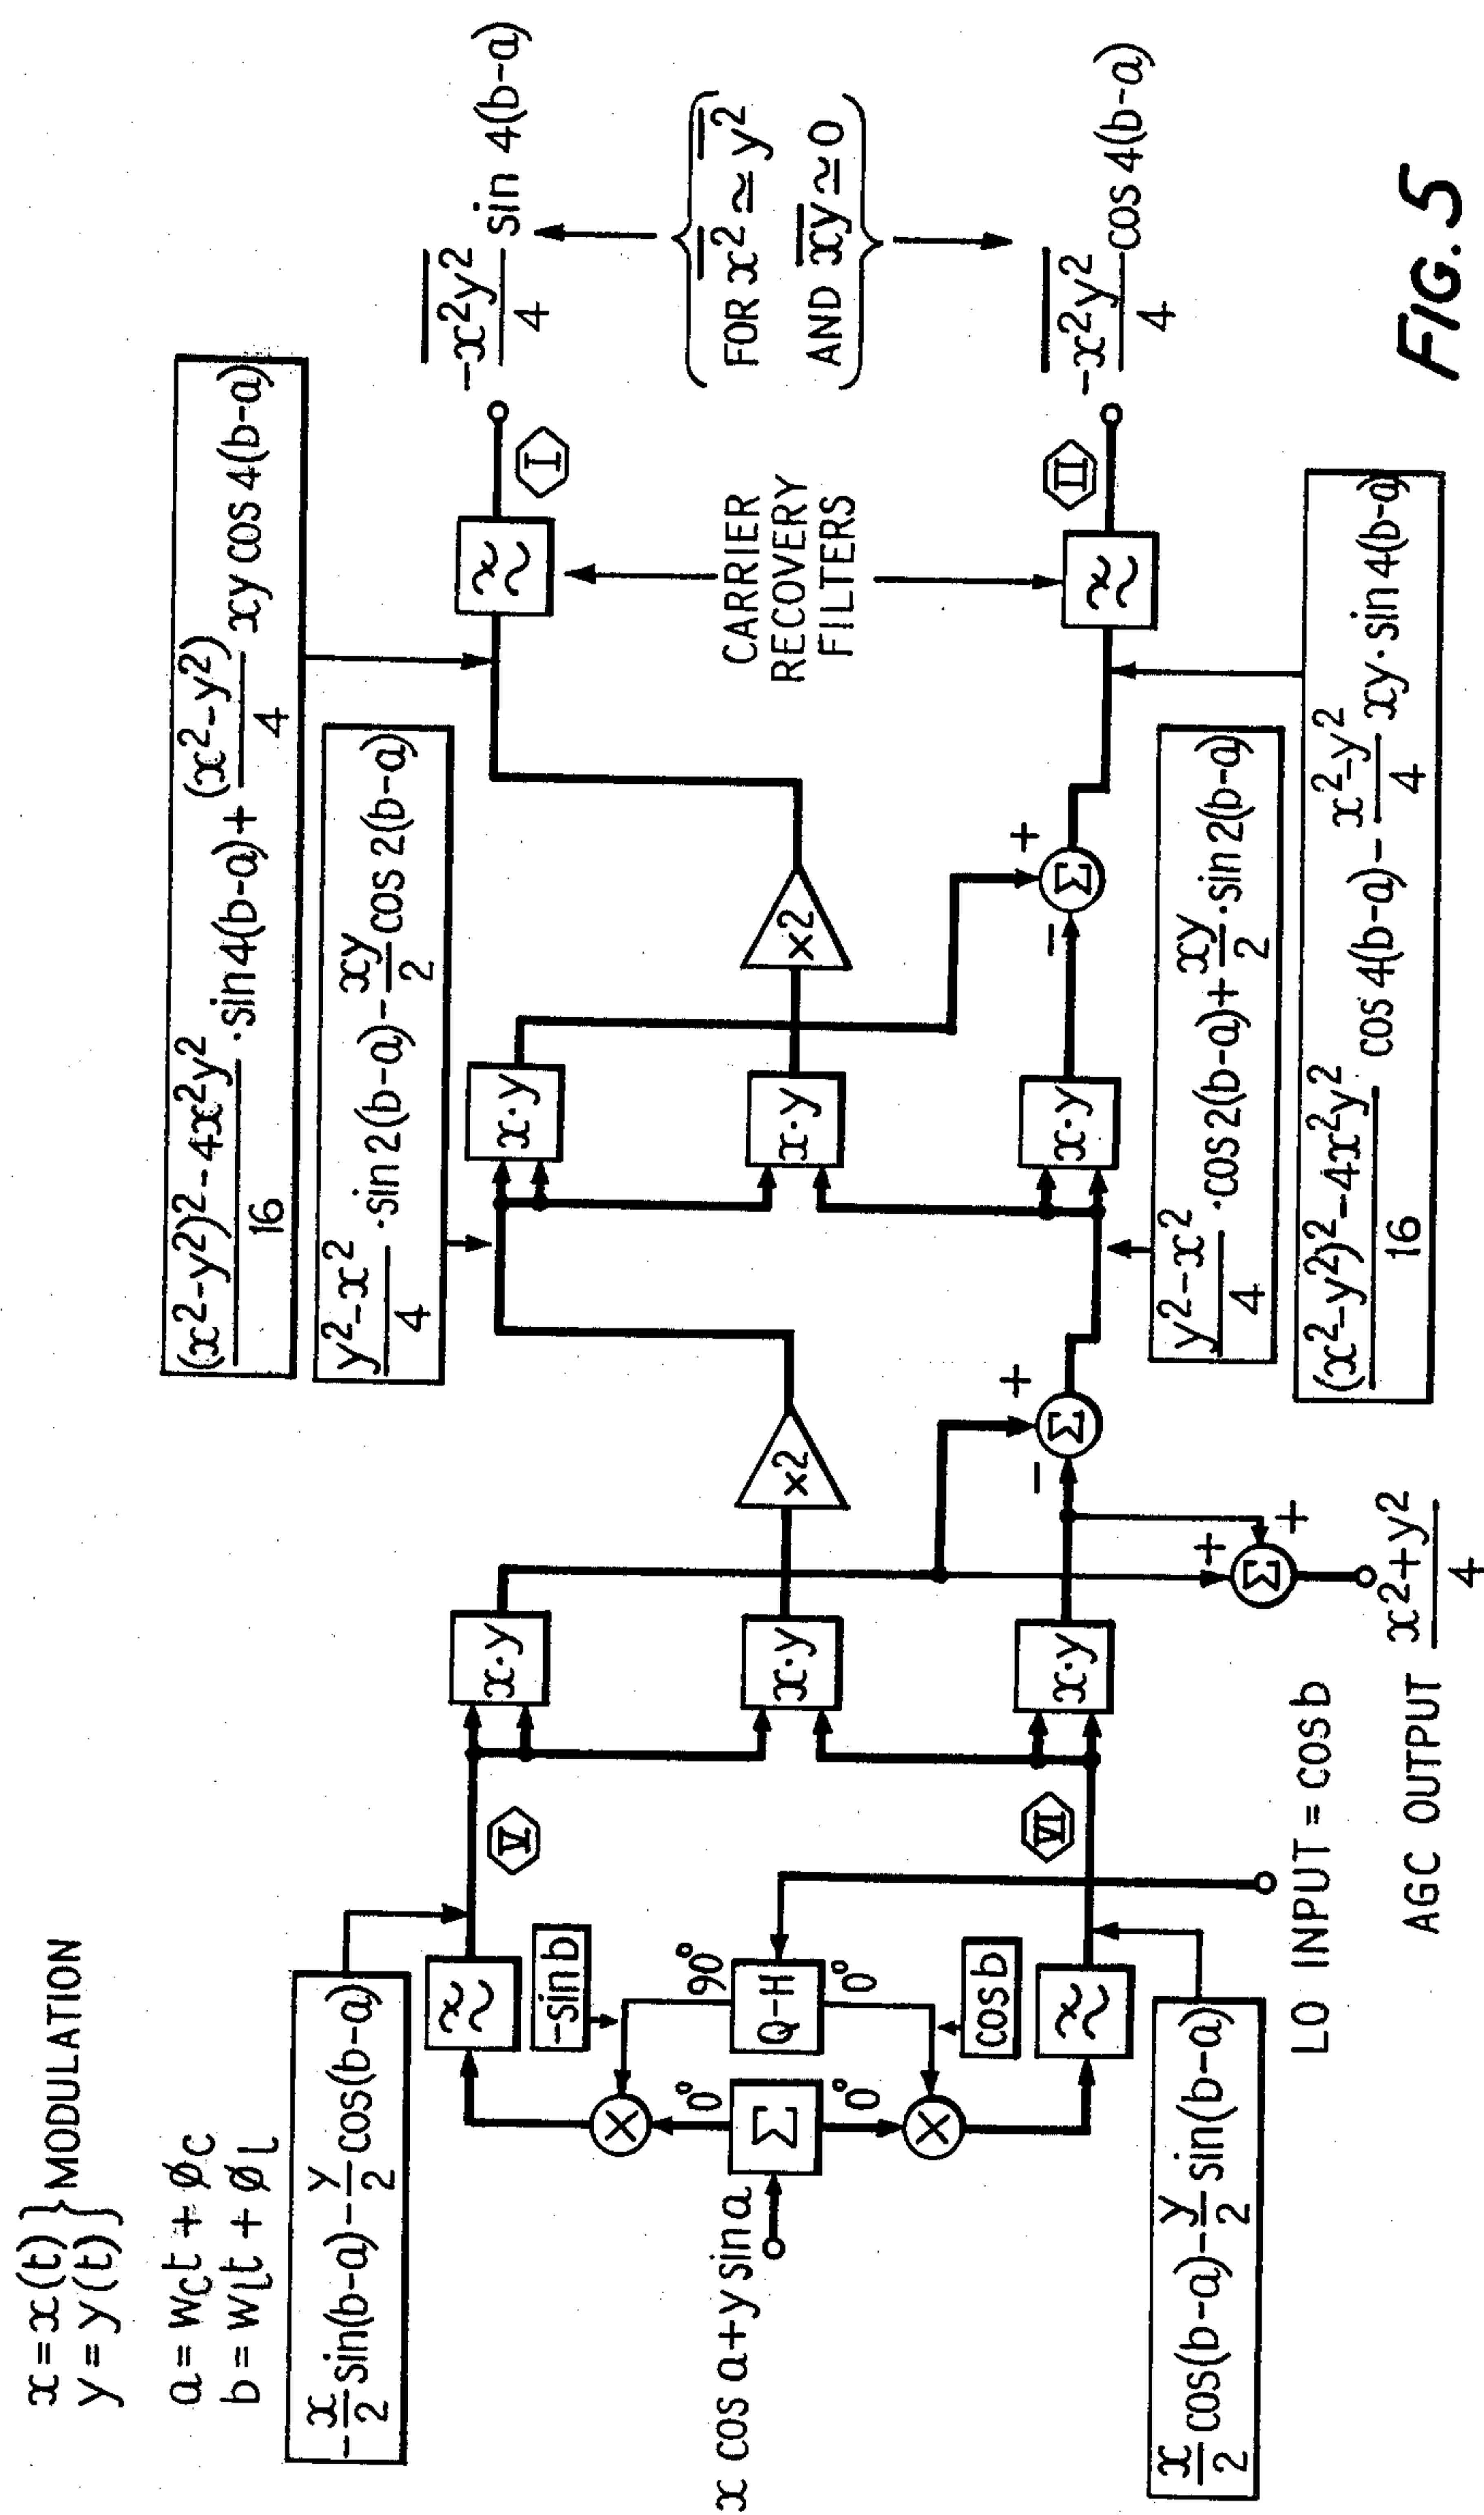 x = x(t) } MODULATION
y = y(t) }
a = wct + øc
b = wlt + øl
-x/2 sin(b-a) - y/2 cos(b-a)
x cos a + y sin a
x/2 cos(b-a) - y/2 sin(b-a)
Σ
0°
0°
×
×
-sin b
Q-H
90°
0°
cos b
≈
≈
V
VI
LO INPUT = cos b
x·y
x·y
x·y
×2
Σ
+
-
Σ
+
+
AGC OUTPUT (x²+y²)/4
((x²-y²)²-4x²y²)/16 · sin 4(b-a) + (x²-y²)/4 xy cos 4(b-a)
(y²-x²)/4 · sin 2(b-a) - xy/2 cos 2(b-a)
x·y
x·y
x·y
×2
Σ
+
-
(y²-x²)/4 · cos 2(b-a) + xy/2 · sin 2(b-a)
((x²-y²)²-4x²y²)/16 cos 4(b-a) - (x²-y²)/4 xy · sin 4(b-a)
≈
≈
CARRIER
RECOVERY
FILTERS
I
II
-x²y²/4 sin 4(b-a)
FOR x² ≃ y²
AND xy ≃ 0
-x²y²/4 cos 4(b-a)
FIG. 5